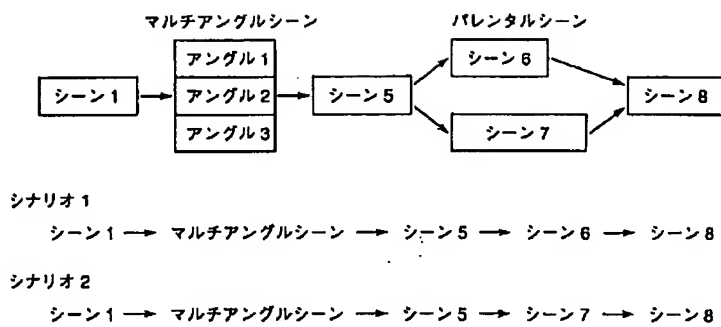 マルチアングルシーン
パレンタルシーン
アングル1
シーン6
シーン1
アングル2
シーン5
シーン8
アングル3
シーン7
シナリオ1
シーン1 → マルチアングルシーン → シーン5 → シーン6 → シーン8
シナリオ2
シーン1 → マルチアングルシーン → シーン5 → シーン7 → シーン8